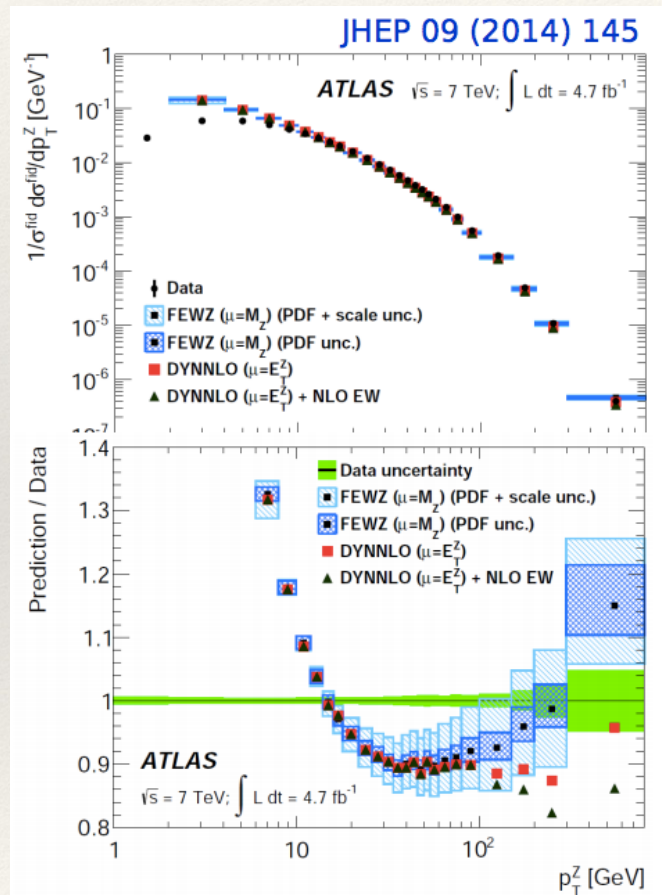 JHEP 09 (2014) 145
1/σ^fid dσ^fid/dp_T^Z [GeV⁻¹]
1
10⁻¹
10⁻²
10⁻³
10⁻⁴
10⁻⁵
10⁻⁶
10⁻⁷
ATLAS √s = 7 TeV; ∫ L dt = 4.7 fb⁻¹
Data
FEWZ (μ=M_Z) (PDF + scale unc.)
FEWZ (μ=M_Z) (PDF unc.)
DYNNLO (μ=E_T^Z)
DYNNLO (μ=E_T^Z) + NLO EW
Prediction / Data
1.4
1.3
1.2
1.1
1
0.9
0.8
Data uncertainty
FEWZ (μ=M_Z) (PDF + scale unc.)
FEWZ (μ=M_Z) (PDF unc.)
DYNNLO (μ=E_T^Z)
DYNNLO (μ=E_T^Z) + NLO EW
ATLAS
√s = 7 TeV; ∫ L dt = 4.7 fb⁻¹
1 10 10²
p_T^Z [GeV]